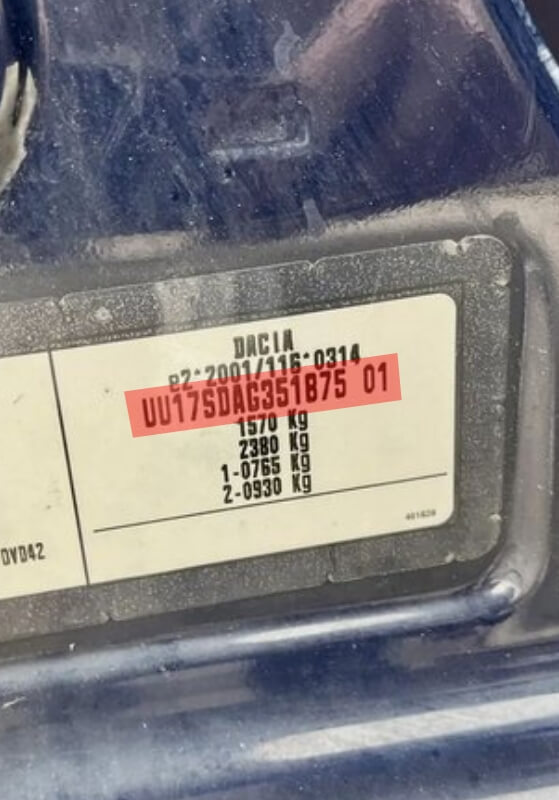 DACIA
e2*2001/116*0314
UU17SDAG351875 01
1570 Kg
2380 Kg
1-0765 Kg
2-0930 Kg
0VD42